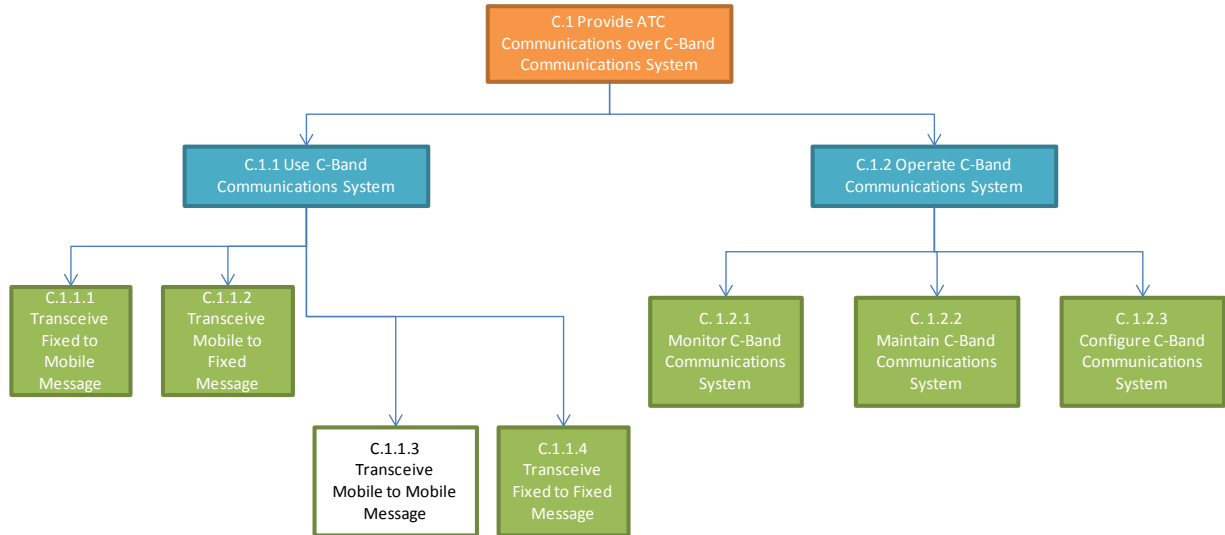 C.1 Provide ATC
Communications over C-Band
Communications System
C.1.1 Use C-Band
Communications System
C.1.2 Operate C-Band
Communications System
C.1.1.1
Transceive
Fixed to
Mobile
Message
C.1.1.2
Transceive
Mobile to
Fixed
Message
C. 1.2.1
Monitor C-Band
Communications
System
C. 1.2.2
Maintain C-Band
Communications
System
C. 1.2.3
Configure C-Band
Communications
System
C.1.1.3
Transceive
Mobile to Mobile
Message
C.1.1.4
Transceive
Fixed to Fixed
Message